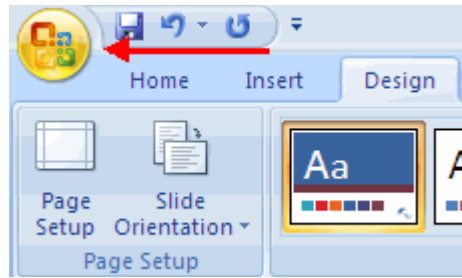 Home Insert Design
Aa A
Page Slide
Setup Orientation
Page Setup